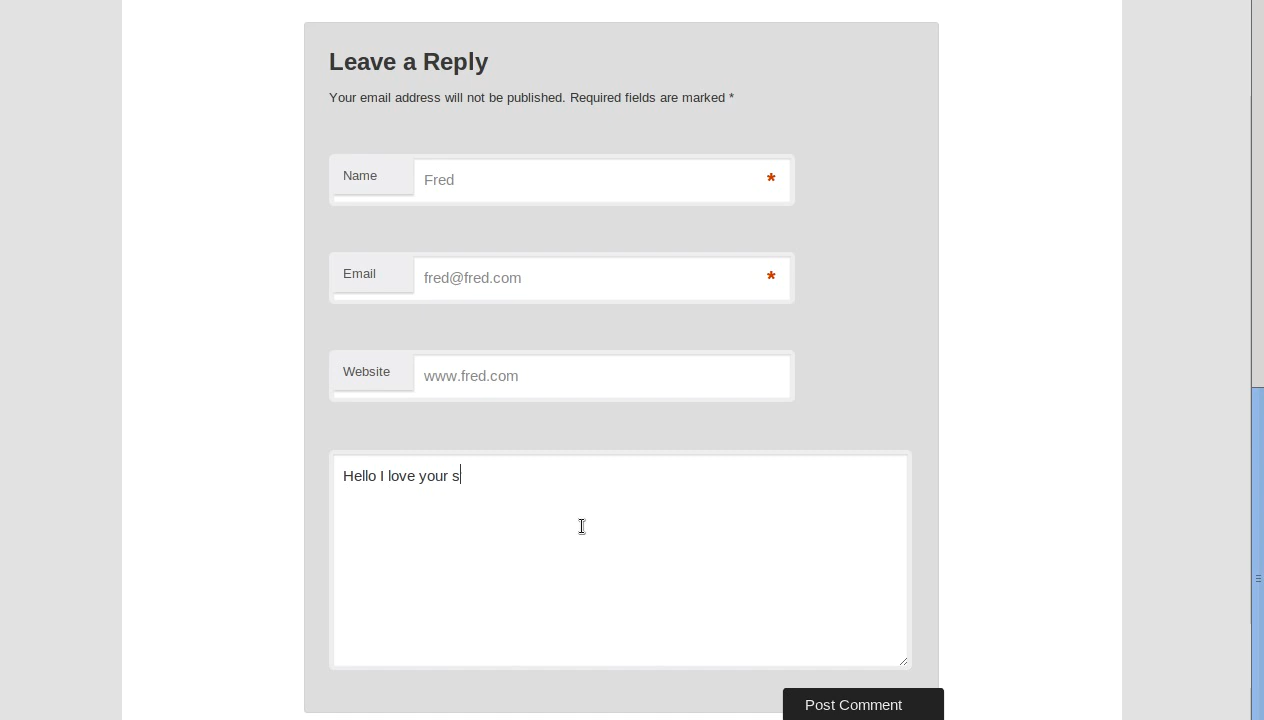 Leave a Reply
Your email address will not be published. Required fields are marked *
Name Fred *
Email fred@fred.com *
Website www.fred.com
Hello I love your s
Post Comment